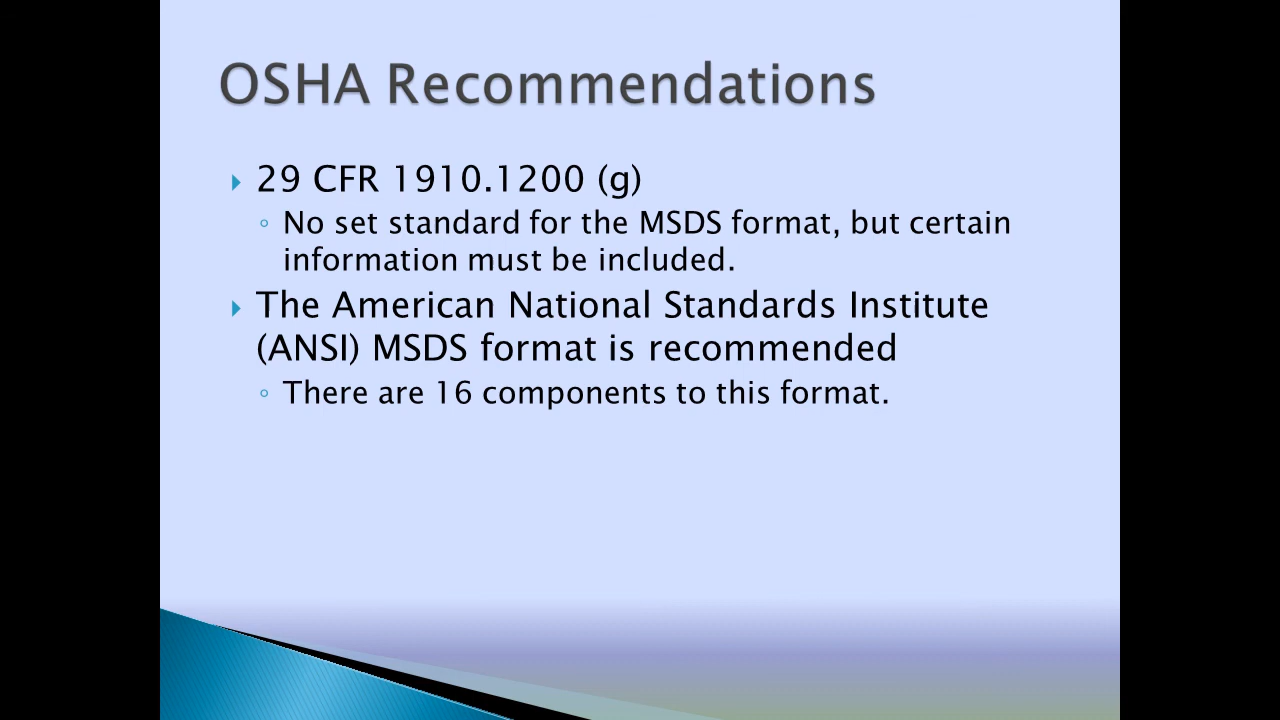 OSHA Recommendations
29 CFR 1910.1200 (g)
No set standard for the MSDS format, but certain
information must be included.
The American National Standards Institute
(ANSI) MSDS format is recommended
There are 16 components to this format.